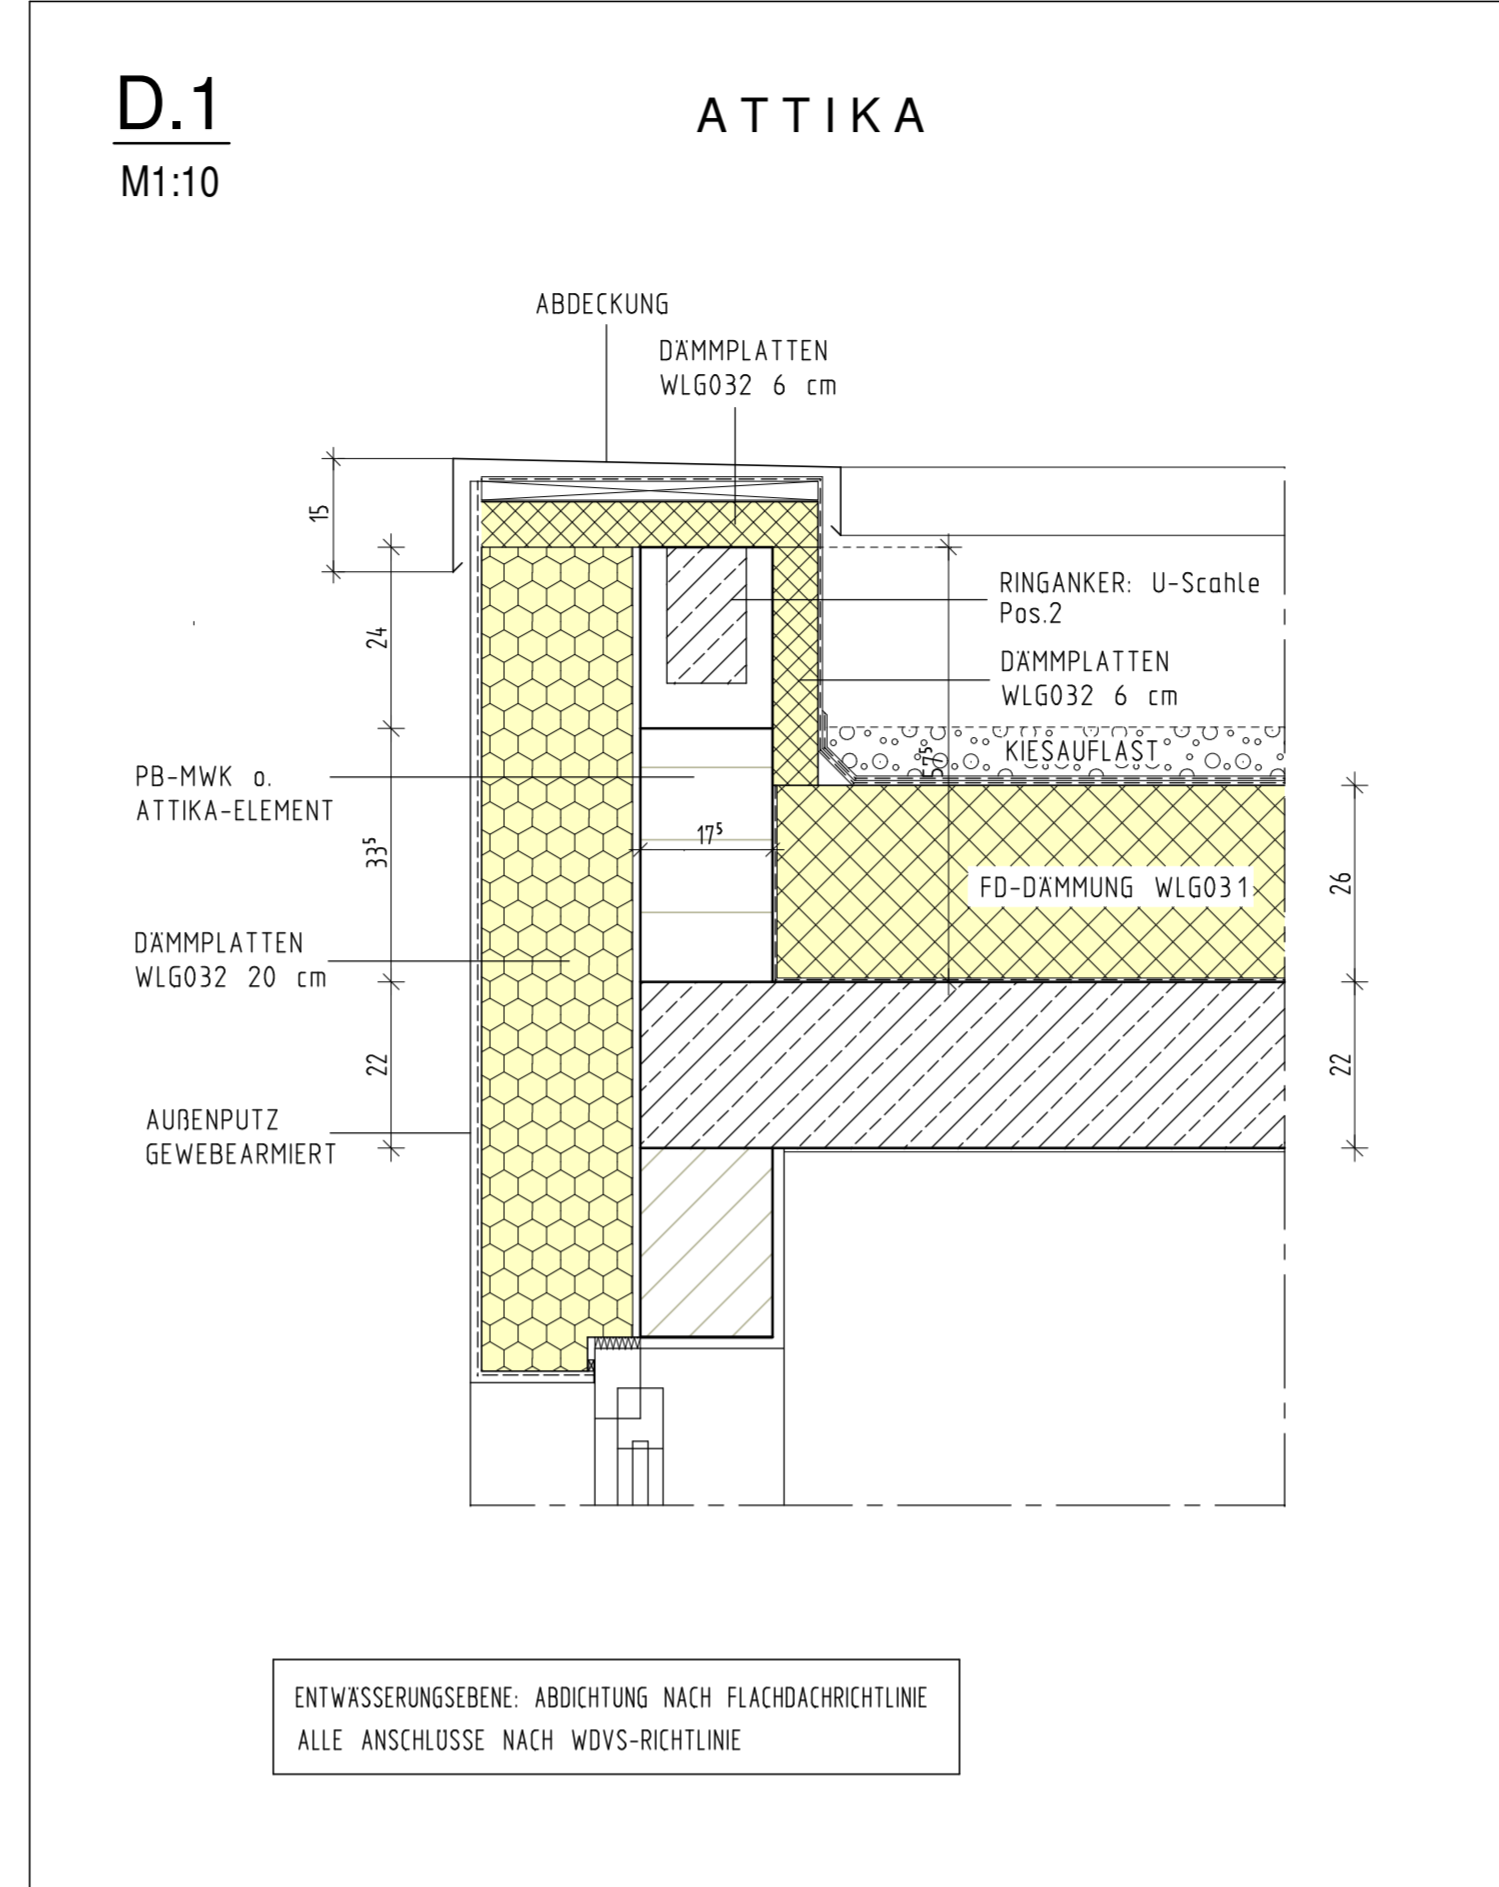 D.1
ATTIKA
M1:10
ABDECKUNG
DÄMMPLATTEN
WLG032 6 cm
15
24
RINGANKER: U-Scahle
Pos.2
DÄMMPLATTEN
WLG032 6 cm
KIESAUFLAST
57⁵
PB-MWK o.
ATTIKA-ELEMENT
33⁵
17⁵
FD-DÄMMUNG WLG031
26
DÄMMPLATTEN
WLG032 20 cm
22
22
AUßENPUTZ
GEWEBEARMIERT
ENTWÄSSERUNGSEBENE: ABDICHTUNG NACH FLACHDACHRICHTLINIE
ALLE ANSCHLÜSSE NACH WDVS-RICHTLINIE